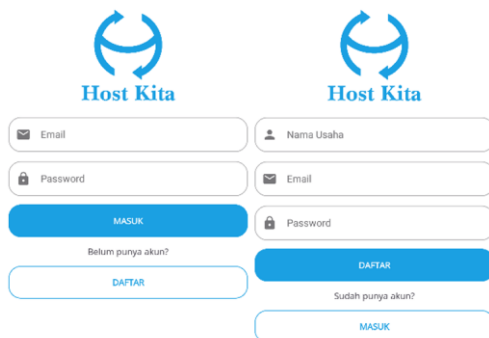 Host Kita
Email
Password
MASUK
Belum punya akun?
DAFTAR
Host Kita
Nama Usaha
Email
Password
DAFTAR
Sudah punya akun?
MASUK